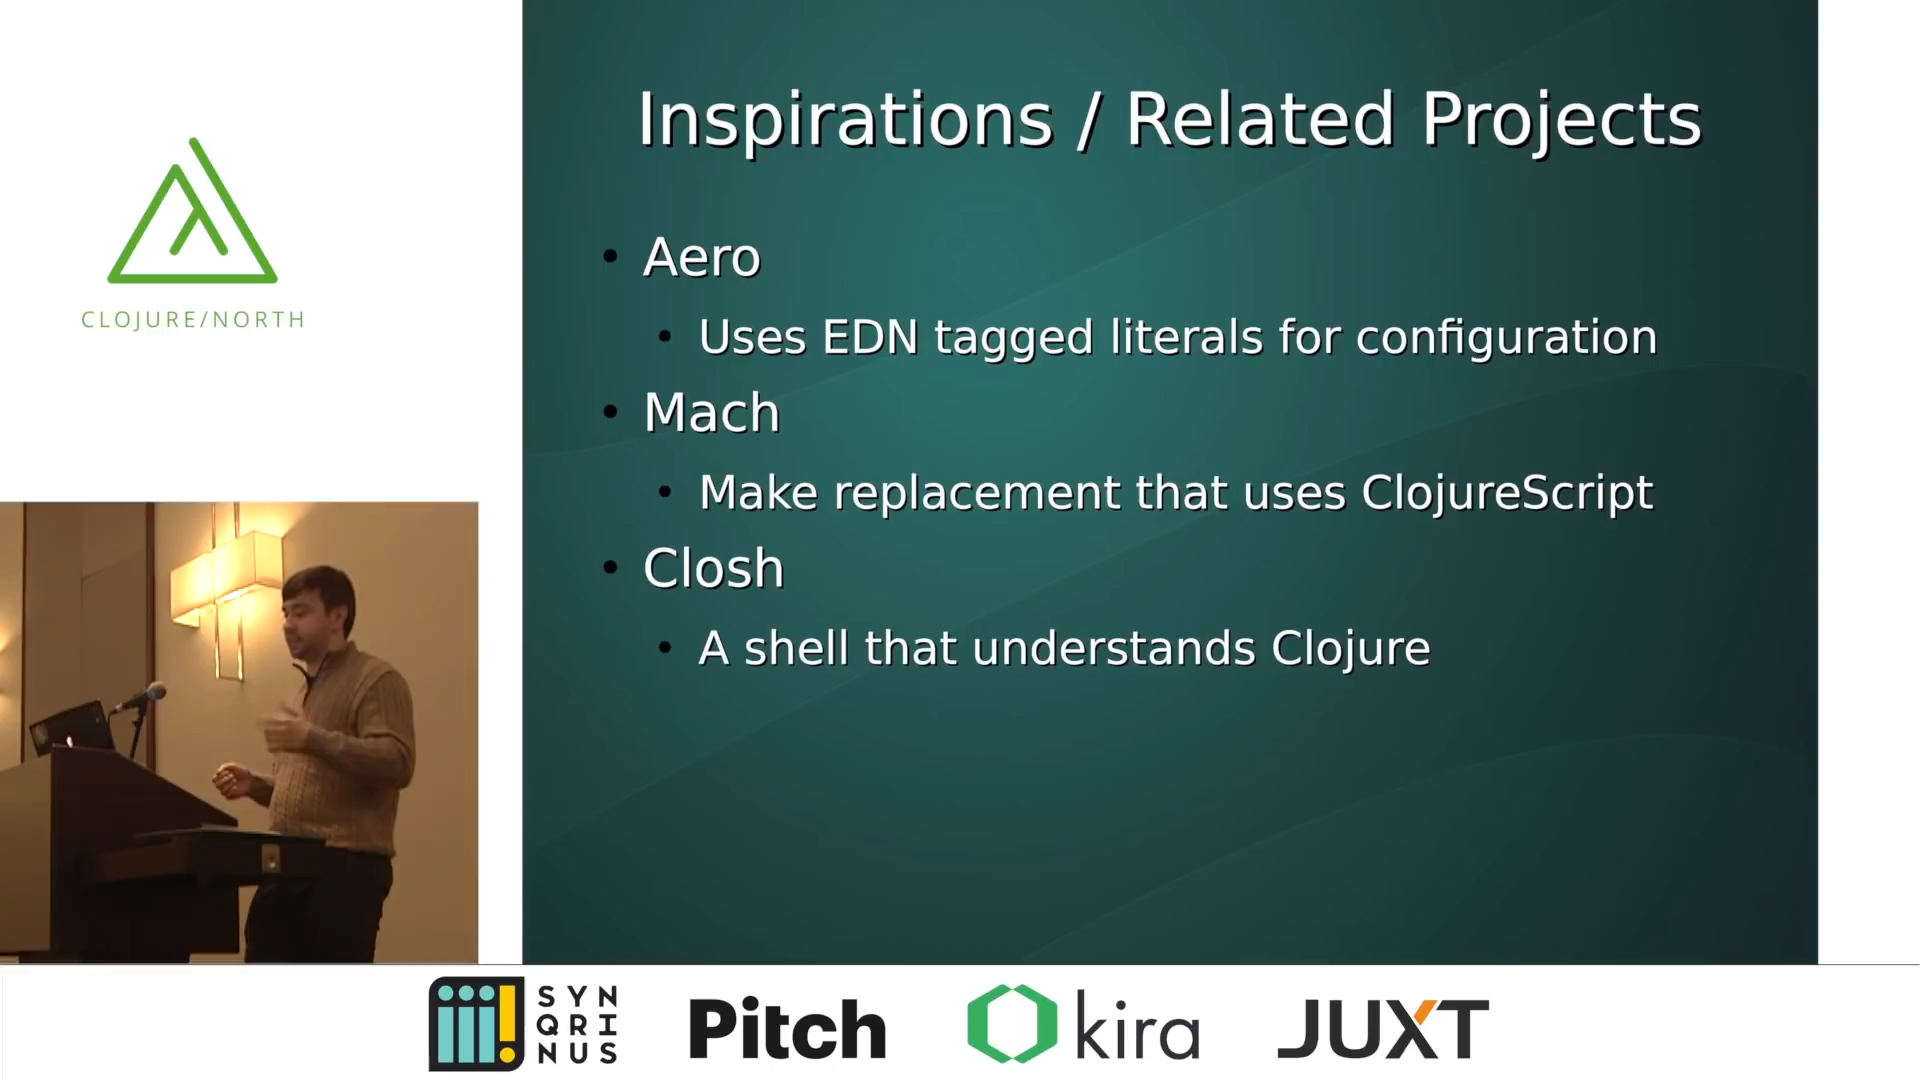 CLOJURE/NORTH
Inspirations / Related Projects
• Aero
• Uses EDN tagged literals for configuration
• Mach
• Make replacement that uses ClojureScript
• Closh
• A shell that understands Clojure
SYN
QRI
NUS
Pitch
kira
JUXT